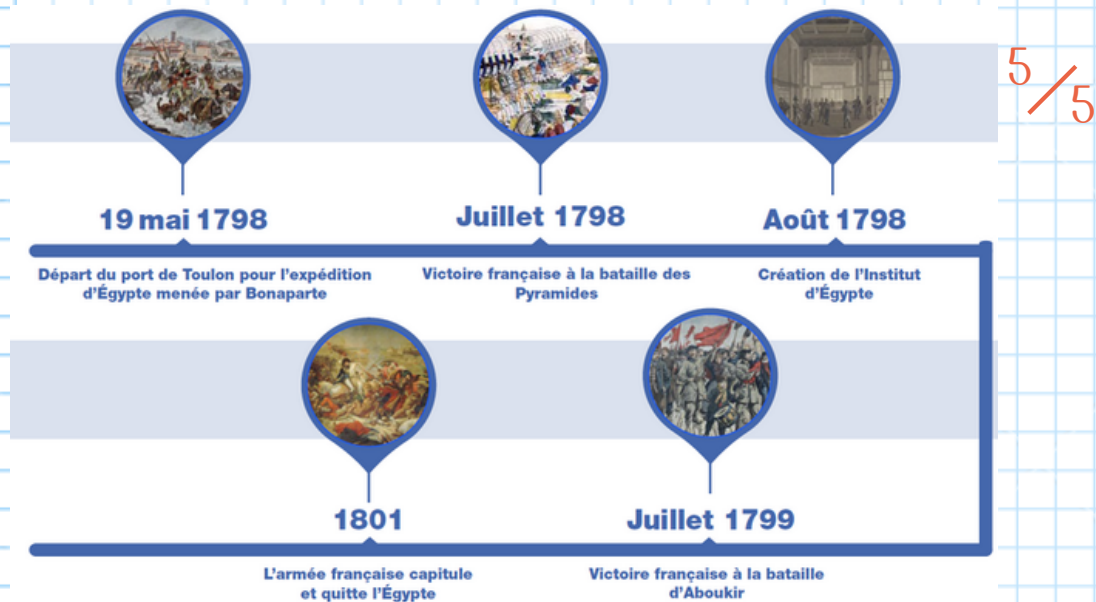 5/5
19 mai 1798
Départ du port de Toulon pour l'expédition
d'Égypte menée par Bonaparte
Juillet 1798
Victoire française à la bataille des
Pyramides
Août 1798
Création de l'Institut
d'Égypte
Juillet 1799
Victoire française à la bataille
d'Aboukir
1801
L'armée française capitule
et quitte l'Égypte